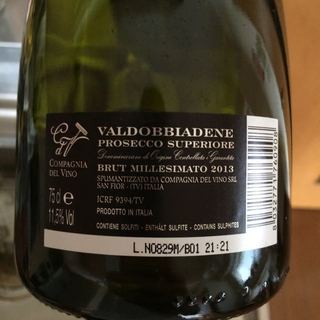 COMPAGNIA
DEL VINO
75 cl e
11,5% Vol
VALDOBBIADENE
PROSECCO SUPERIORE
Denominazione di Origine Controllata e Garantita
BRUT MILLESIMATO 2013
SPUMANTIZZATO DA COMPAGNIA DEL VINO SRL
SAN FIOR - (TV) ITALIA
ICRF 9394/TV
PRODOTTO IN ITALIA
CONTIENE SOLFITI - ENTHÄLT SULFITE - CONTAINS SULPHITES
L.N0829M/B01 21:21